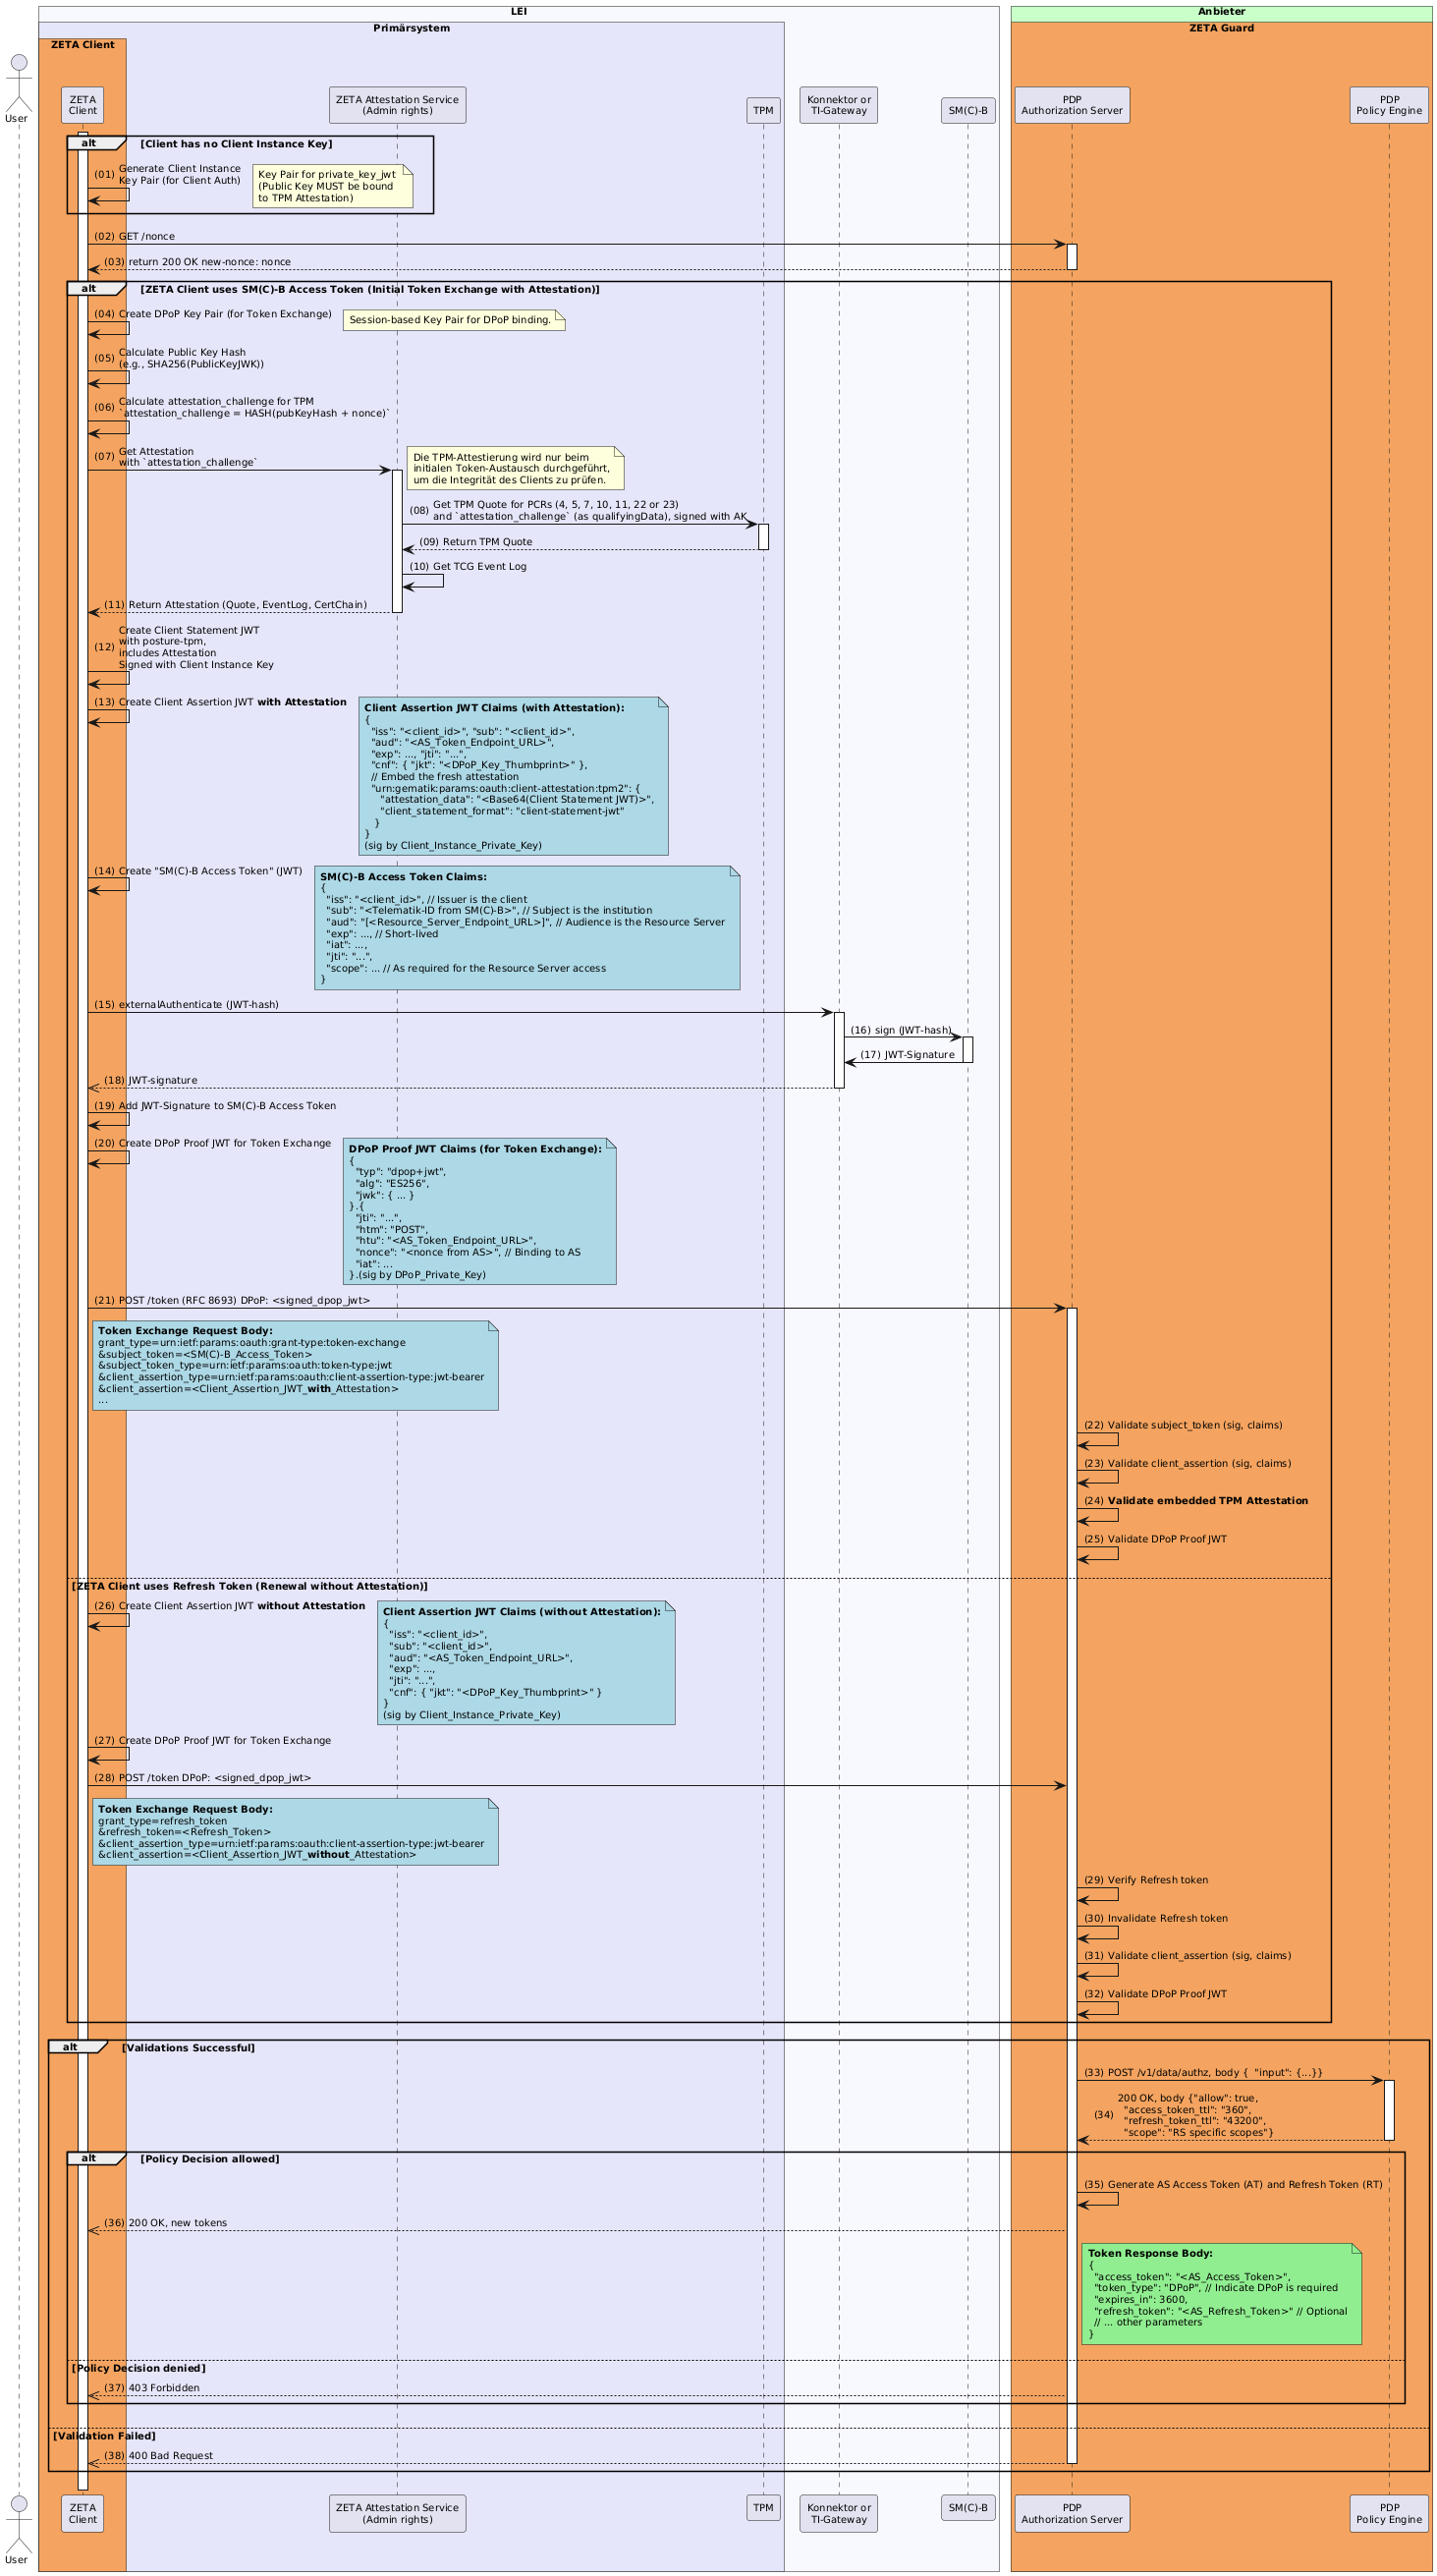 LEI
Anbieter
Primärsystem
ZETA Guard
ZETA Client
User
ZETA
Client
ZETA Attestation Service
(Admin rights)
TPM
Konnektor or
TI-Gateway
SM(C)-B
PDP
Authorization Server
PDP
Policy Engine
alt [Client has no Client Instance Key]
(01) Generate Client Instance
Key Pair (for Client Auth)
Key Pair for private_key_jwt
(Public Key MUST be bound
to TPM Attestation)
(02) GET /nonce
(03) return 200 OK new-nonce: nonce
alt [ZETA Client uses SM(C)-B Access Token (Initial Token Exchange with Attestation)]
(04) Create DPoP Key Pair (for Token Exchange)
Session-based Key Pair for DPoP binding.
(05) Calculate Public Key Hash
(e.g., SHA256(PublicKeyJWK))
(06) Calculate attestation_challenge for TPM
`attestation_challenge = HASH(pubKeyHash + nonce)`
(07) Get Attestation
with `attestation_challenge`
Die TPM-Attestierung wird nur beim
initialen Token-Austausch durchgeführt,
um die Integrität des Clients zu prüfen.
(08) Get TPM Quote for PCRs (4, 5, 7, 10, 11, 22 or 23)
and `attestation_challenge` (as qualifyingData), signed with AK
(09) Return TPM Quote
(10) Get TCG Event Log
(11) Return Attestation (Quote, EventLog, CertChain)
(12) Create Client Statement JWT
with posture-tpm,
includes Attestation
Signed with Client Instance Key
(13) Create Client Assertion JWT with Attestation
Client Assertion JWT Claims (with Attestation):
{
"iss": "<client_id>", "sub": "<client_id>",
"aud": "<AS_Token_Endpoint_URL>",
"exp": ..., "jti": "...",
"cnf": { "jkt": "<DPoP_Key_Thumbprint>" },
// Embed the fresh attestation
"urn:gematik:params:oauth:client-attestation:tpm2": {
"attestation_data": "<Base64(Client Statement JWT)>",
"client_statement_format": "client-statement-jwt"
}
}
(sig by Client_Instance_Private_Key)
(14) Create "SM(C)-B Access Token" (JWT)
SM(C)-B Access Token Claims:
{
"iss": "<client_id>", // Issuer is the client
"sub": "<Telematik-ID from SM(C)-B>", // Subject is the institution
"aud": "[<Resource_Server_Endpoint_URL>]", // Audience is the Resource Server
"exp": ..., // Short-lived
"iat": ...,
"jti": "...",
"scope": ... // As required for the Resource Server access
}
(15) externalAuthenticate (JWT-hash)
(16) sign (JWT-hash)
(17) JWT-Signature
(18) JWT-signature
(19) Add JWT-Signature to SM(C)-B Access Token
(20) Create DPoP Proof JWT for Token Exchange
DPoP Proof JWT Claims (for Token Exchange):
{
"typ": "dpop+jwt",
"alg": "ES256",
"jwk": { ... }
}.{
"jti": "...",
"htm": "POST",
"htu": "<AS_Token_Endpoint_URL>",
"nonce": "<nonce from AS>", // Binding to AS
"iat": ...
}.(sig by DPoP_Private_Key)
(21) POST /token (RFC 8693) DPoP: <signed_dpop_jwt>
Token Exchange Request Body:
grant_type=urn:ietf:params:oauth:grant-type:token-exchange
&subject_token=<SM(C)-B_Access_Token>
&subject_token_type=urn:ietf:params:oauth:token-type:jwt
&client_assertion_type=urn:ietf:params:oauth:client-assertion-type:jwt-bearer
&client_assertion=<Client_Assertion_JWT_with_Attestation>
...
(22) Validate subject_token (sig, claims)
(23) Validate client_assertion (sig, claims)
(24) Validate embedded TPM Attestation
(25) Validate DPoP Proof JWT
[ZETA Client uses Refresh Token (Renewal without Attestation)]
(26) Create Client Assertion JWT without Attestation
Client Assertion JWT Claims (without Attestation):
{
"iss": "<client_id>",
"sub": "<client_id>",
"aud": "<AS_Token_Endpoint_URL>",
"exp": ...,
"jti": "...",
"cnf": { "jkt": "<DPoP_Key_Thumbprint>" }
}
(sig by Client_Instance_Private_Key)
(27) Create DPoP Proof JWT for Token Exchange
(28) POST /token DPoP: <signed_dpop_jwt>
Token Exchange Request Body:
grant_type=refresh_token
&refresh_token=<Refresh_Token>
&client_assertion_type=urn:ietf:params:oauth:client-assertion-type:jwt-bearer
&client_assertion=<Client_Assertion_JWT_without_Attestation>
(29) Verify Refresh token
(30) Invalidate Refresh token
(31) Validate client_assertion (sig, claims)
(32) Validate DPoP Proof JWT
alt [Validations Successful]
(33) POST /v1/data/authz, body { "input": {...}}
(34) 200 OK, body {"allow": true,
"access_token_ttl": "360",
"refresh_token_ttl": "43200",
"scope": "RS specific scopes"}
alt [Policy Decision allowed]
(35) Generate AS Access Token (AT) and Refresh Token (RT)
(36) 200 OK, new tokens
Token Response Body:
{
"access_token": "<AS_Access_Token>",
"token_type": "DPoP", // Indicate DPoP is required
"expires_in": 3600,
"refresh_token": "<AS_Refresh_Token>" // Optional
// ... other parameters
}
[Policy Decision denied]
(37) 403 Forbidden
[Validation Failed]
(38) 400 Bad Request
User
ZETA
Client
ZETA Attestation Service
(Admin rights)
TPM
Konnektor or
TI-Gateway
SM(C)-B
PDP
Authorization Server
PDP
Policy Engine